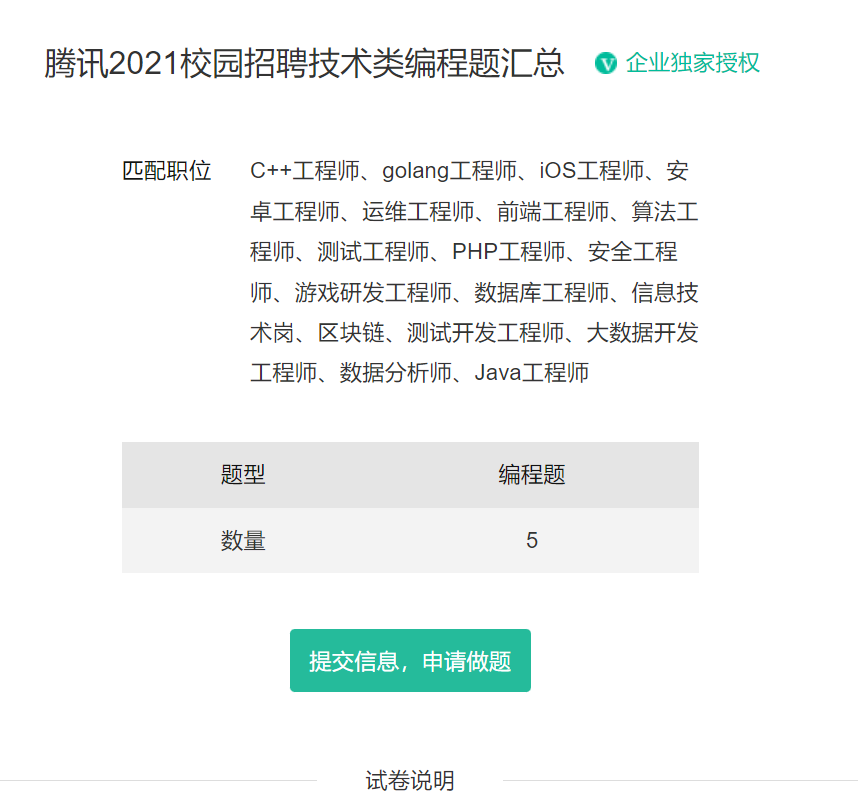 腾讯2021校园招聘技术类编程题汇总 企业独家授权
匹配职位 C++工程师、golang工程师、iOS工程师、安
卓工程师、运维工程师、前端工程师、算法工
程师、测试工程师、PHP工程师、安全工程
师、游戏研发工程师、数据库工程师、信息技
术岗、区块链、测试开发工程师、大数据开发
工程师、数据分析师、Java工程师
题型 编程题
数量 5
提交信息，申请做题
试卷说明